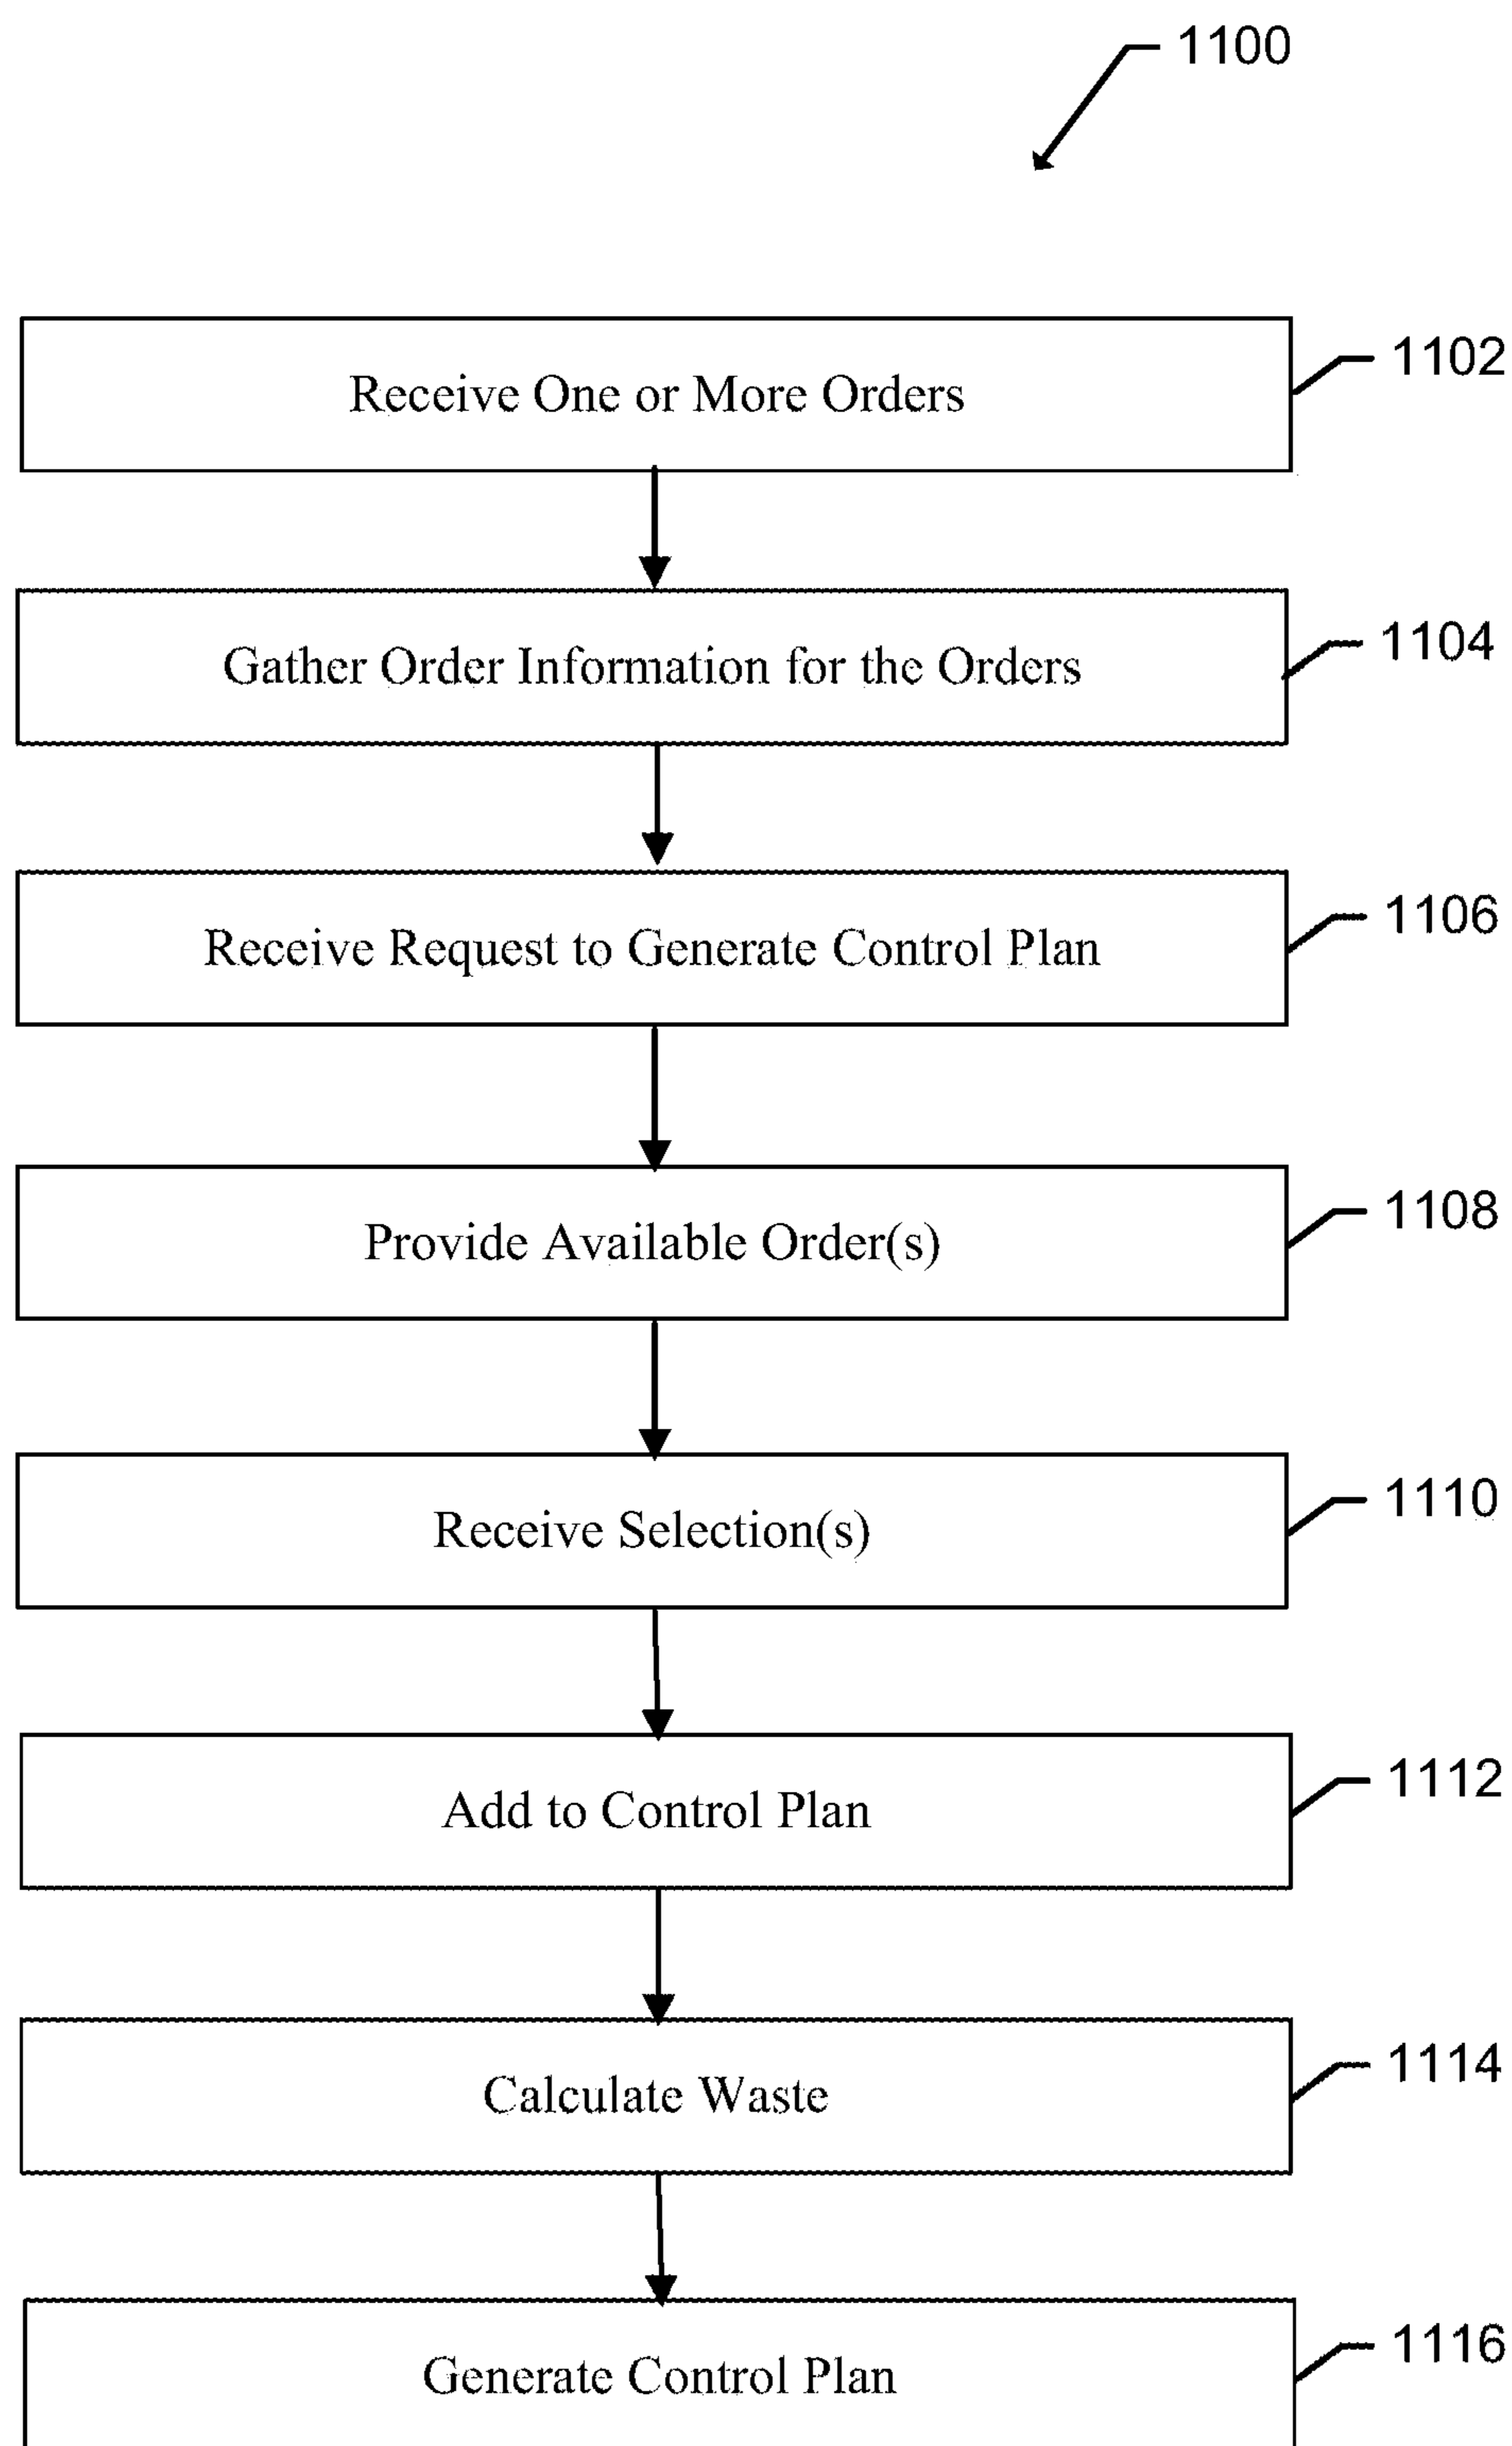 1100
Receive One or More Orders
1102
Gather Order Information for the Orders
1104
Receive Request to Generate Control Plan
1106
Provide Available Order(s)
1108
Receive Selection(s)
1110
Add to Control Plan
1112
Calculate Waste
1114
Generate Control Plan
1116